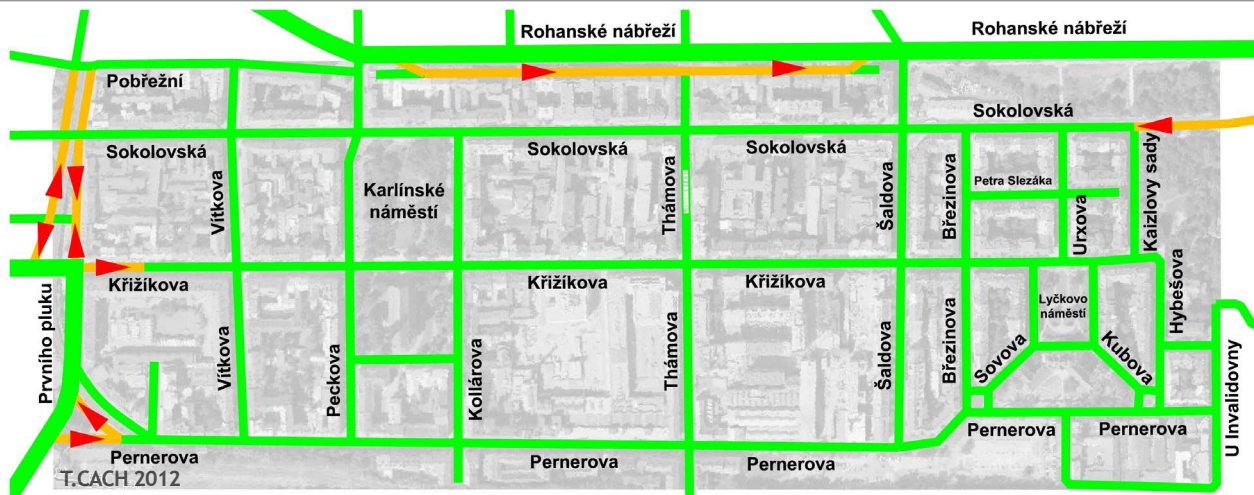 Rohanské nábřeží
Rohanské nábřeží
Pobřežní
Sokolovská
Sokolovská
Sokolovská
Sokolovská
Vítkova
Karlínské
náměstí
Thámova
Šaldova
Březinova
Petra Slezáka
Urxova
Kaizlovy sady
Křižíkova
Křižíkova
Křižíkova
Prvního pluku
Vítkova
Peckova
Kollárova
Thámova
Šaldova
Březinova
Sovova
Lyčkovo
náměstí
Kubova
Hybešova
U Invalidovny
Pernerova
Pernerova
Pernerova
Pernerova
Pernerova
T.CACH 2012